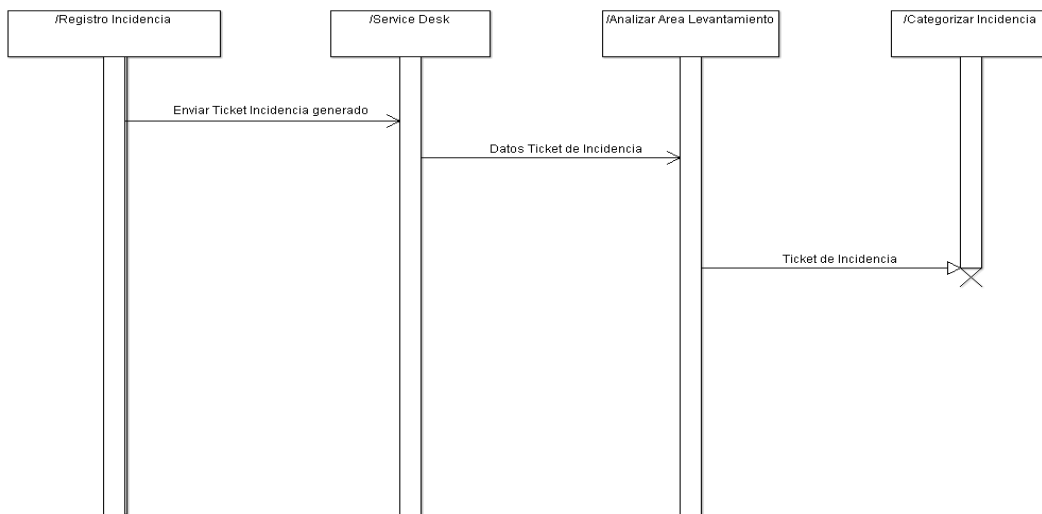 /Registro Incidencia
/Service Desk
/Analizar Area Levantamiento
/Categorizar Incidencia
Enviar Ticket Incidencia generado
Datos Ticket de Incidencia
Ticket de Incidencia